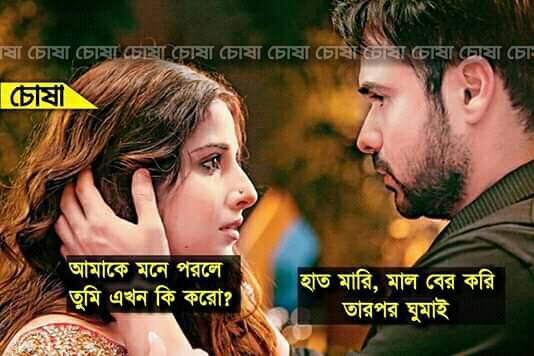 ষা চোষা চোষা চোষা চোষা চোষা চোষা চোষা চোষা চোষা
চোষা
আমাকে মনে পরলে
তুমি এখন কি করো?
হাত মারি, মাল বের করি
তারপর ঘুমাই